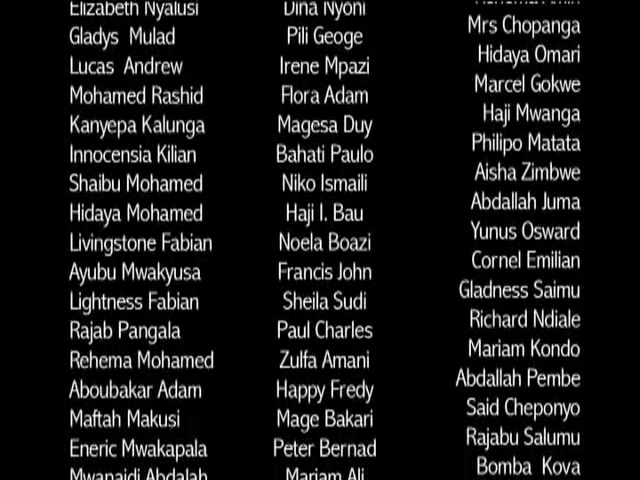 Elizabeth Nyalusi
Gladys Mulad
Lucas Andrew
Mohamed Rashid
Kanyepa Kalunga
Innocensia Kilian
Shaibu Mohamed
Hidaya Mohamed
Livingstone Fabian
Ayubu Mwakyusa
Lightness Fabian
Rajab Pangala
Rehema Mohamed
Aboubakar Adam
Maftah Makusi
Eneric Mwakapala
Mwanaidi Abdalah
Dina Nyoni
Pili Geoge
Irene Mpazi
Flora Adam
Magesa Duy
Bahati Paulo
Niko Ismaili
Haji I. Bau
Noela Boazi
Francis John
Sheila Sudi
Paul Charles
Zulfa Amani
Happy Fredy
Mage Bakari
Peter Bernad
Mariam Ali
Mrs Chopanga
Hidaya Omari
Marcel Gokwe
Haji Mwanga
Philipo Matata
Aisha Zimbwe
Abdallah Juma
Yunus Osward
Cornel Emilian
Gladness Saimu
Richard Ndiale
Mariam Kondo
Abdallah Pembe
Said Cheponyo
Rajabu Salumu
Bomba Kova